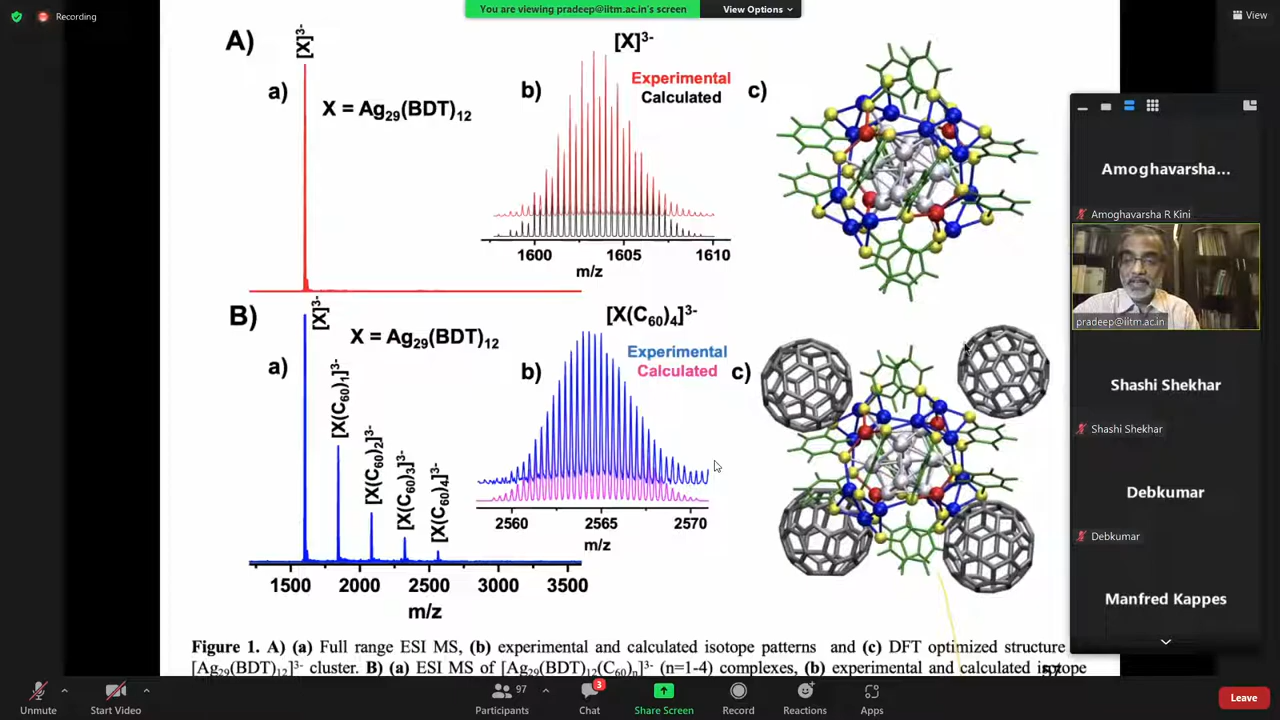 Recording
You are viewing pradeep@iitm.ac.in's screen
View Options
View
A)
a)
[X]3-
X = Ag29(BDT)12
b)
[X]3-
Experimental
Calculated
1600 1605 1610
m/z
c)
B)
a)
[X]3-
[X(C60)1]3-
[X(C60)2]3-
[X(C60)3]3-
[X(C60)4]3-
X = Ag29(BDT)12
1500 2000 2500 3000 3500
m/z
b)
[X(C60)4]3-
Experimental
Calculated
2560 2565 2570
m/z
c)
Figure 1. A) (a) Full range ESI MS, (b) experimental and calculated isotope patterns and (c) DFT optimized structure
[Ag29(BDT)12]3- cluster. B) (a) ESI MS of [Ag29(BDT)12(C60)n]3- (n=1-4) complexes, (b) experimental and calculated isotope
57
Amoghavarsha...
Amoghavarsha R Kini
pradeep@iitm.ac.in
Shashi Shekhar
Shashi Shekhar
Debkumar
Debkumar
Manfred Kappes
Unmute
Start Video
97
Participants
3
Chat
Share Screen
Record
Reactions
Apps
Leave